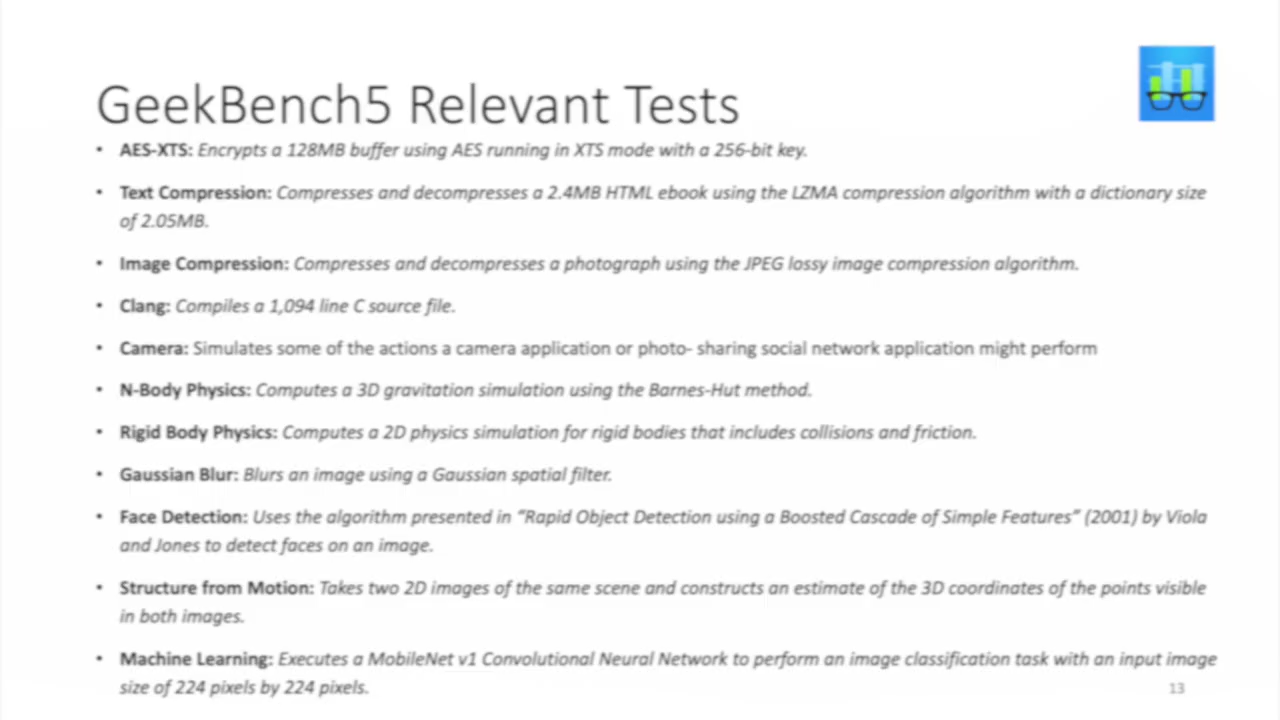 GeekBench5 Relevant Tests
• AES-XTS: Encrypts a 128MB buffer using AES running in XTS mode with a 256-bit key.
• Text Compression: Compresses and decompresses a 2.4MB HTML ebook using the LZMA compression algorithm with a dictionary size
of 2.05MB.
• Image Compression: Compresses and decompresses a photograph using the JPEG lossy image compression algorithm.
• Clang: Compiles a 1,094 line C source file.
• Camera: Simulates some of the actions a camera application or photo- sharing social network application might perform
• N-Body Physics: Computes a 3D gravitation simulation using the Barnes-Hut method.
• Rigid Body Physics: Computes a 2D physics simulation for rigid bodies that includes collisions and friction.
• Gaussian Blur: Blurs an image using a Gaussian spatial filter.
• Face Detection: Uses the algorithm presented in “Rapid Object Detection using a Boosted Cascade of Simple Features” (2001) by Viola
and Jones to detect faces on an image.
• Structure from Motion: Takes two 2D images of the same scene and constructs an estimate of the 3D coordinates of the points visible
in both images.
• Machine Learning: Executes a MobileNet v1 Convolutional Neural Network to perform an image classification task with an input image
size of 224 pixels by 224 pixels.
13